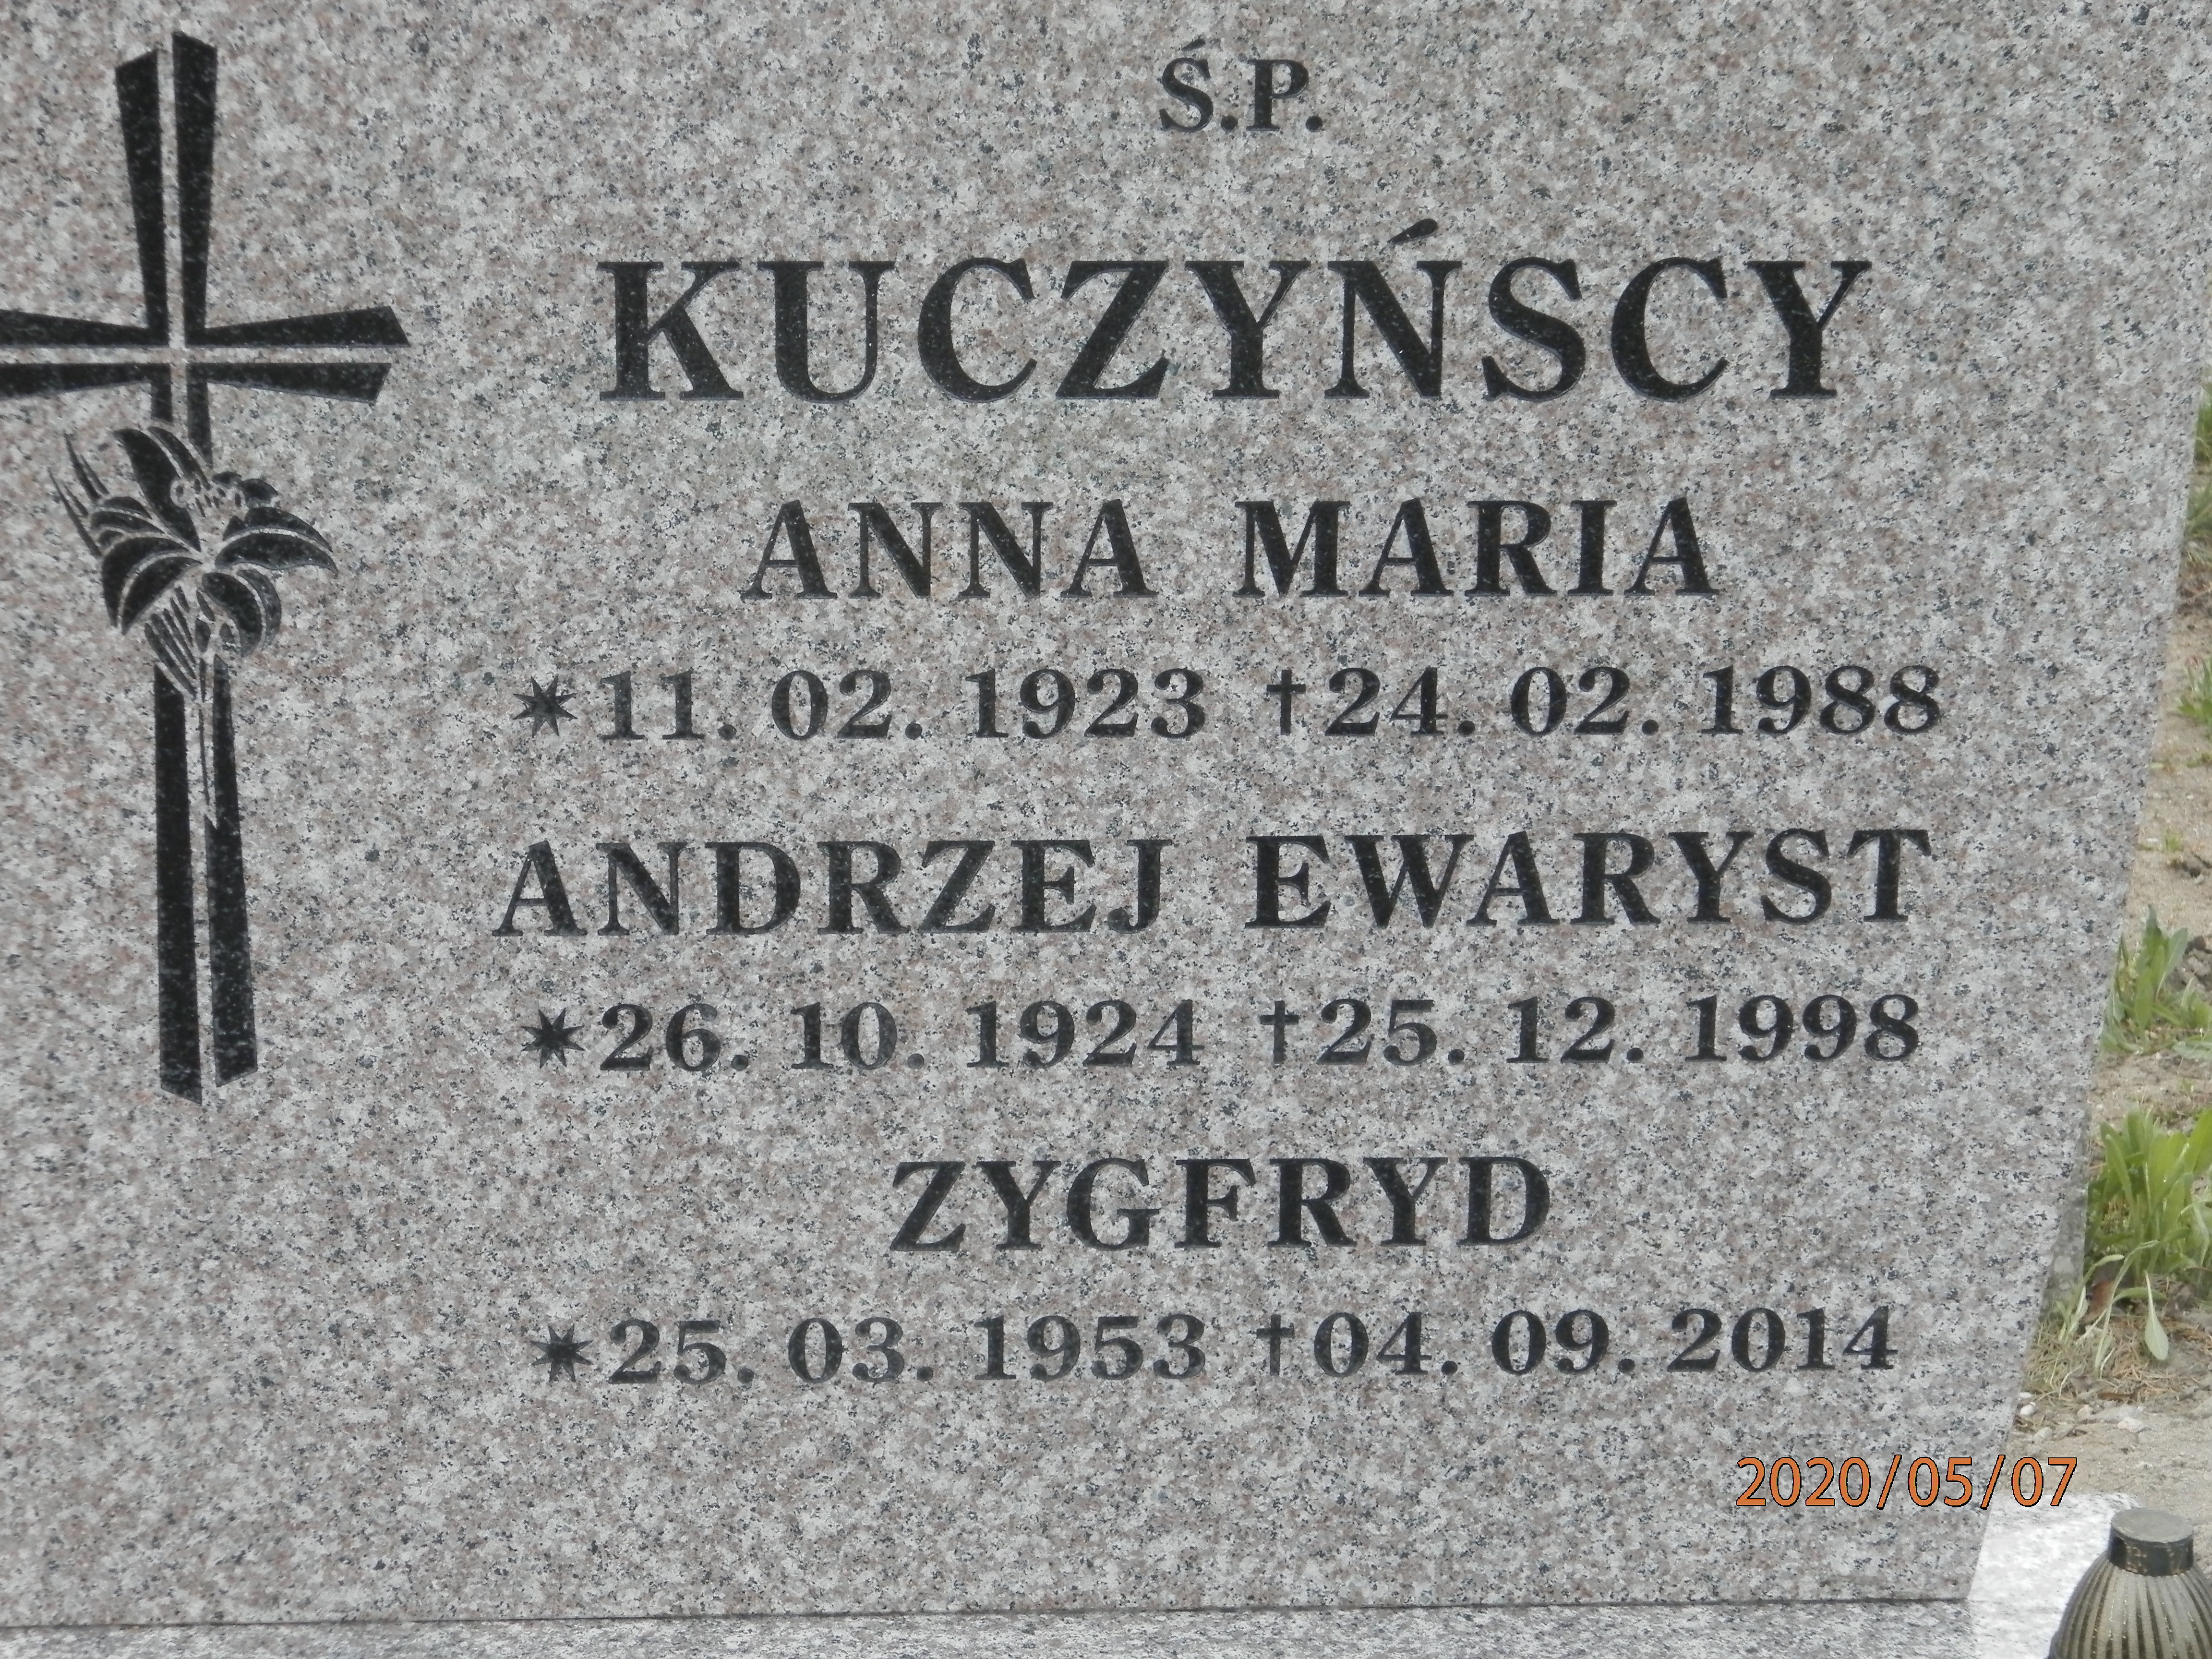 Ś.P.
KUCZYŃSCY
ANNA MARIA
✶11. 02. 1923 †24. 02. 1988
ANDRZEJ EWARYST
✶26. 10. 1924 †25. 12. 1998
ZYGFRYD
✶25. 03. 1953 †04. 09. 2014
2020/05/07